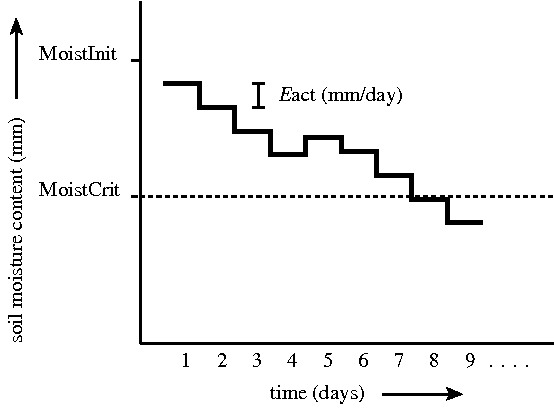 MoistInit
Eact (mm/day)
MoistCrit
soil moisture content (mm)
1 2 3 4 5 6 7 8 9 . . . .
time (days)